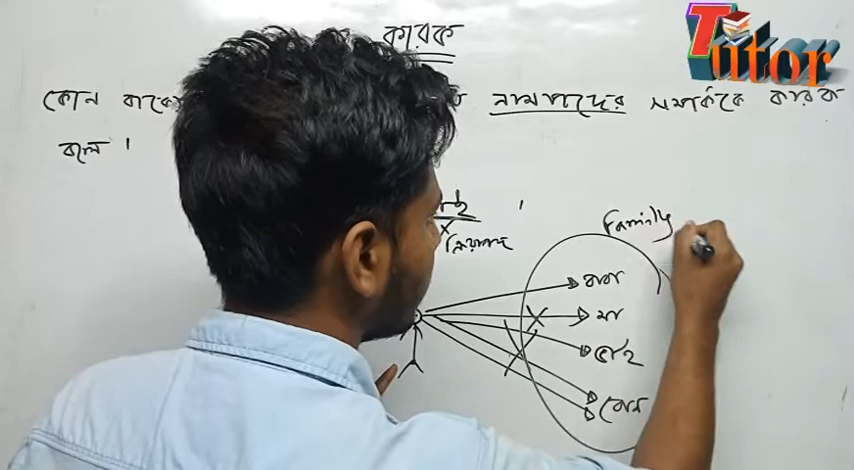 কারক
Tutor
কোন নামপদের সম্পর্ককে কারক
বলে ।
ক্রিয়াপদ
Family
বাবা
মা
ভাই
বোন